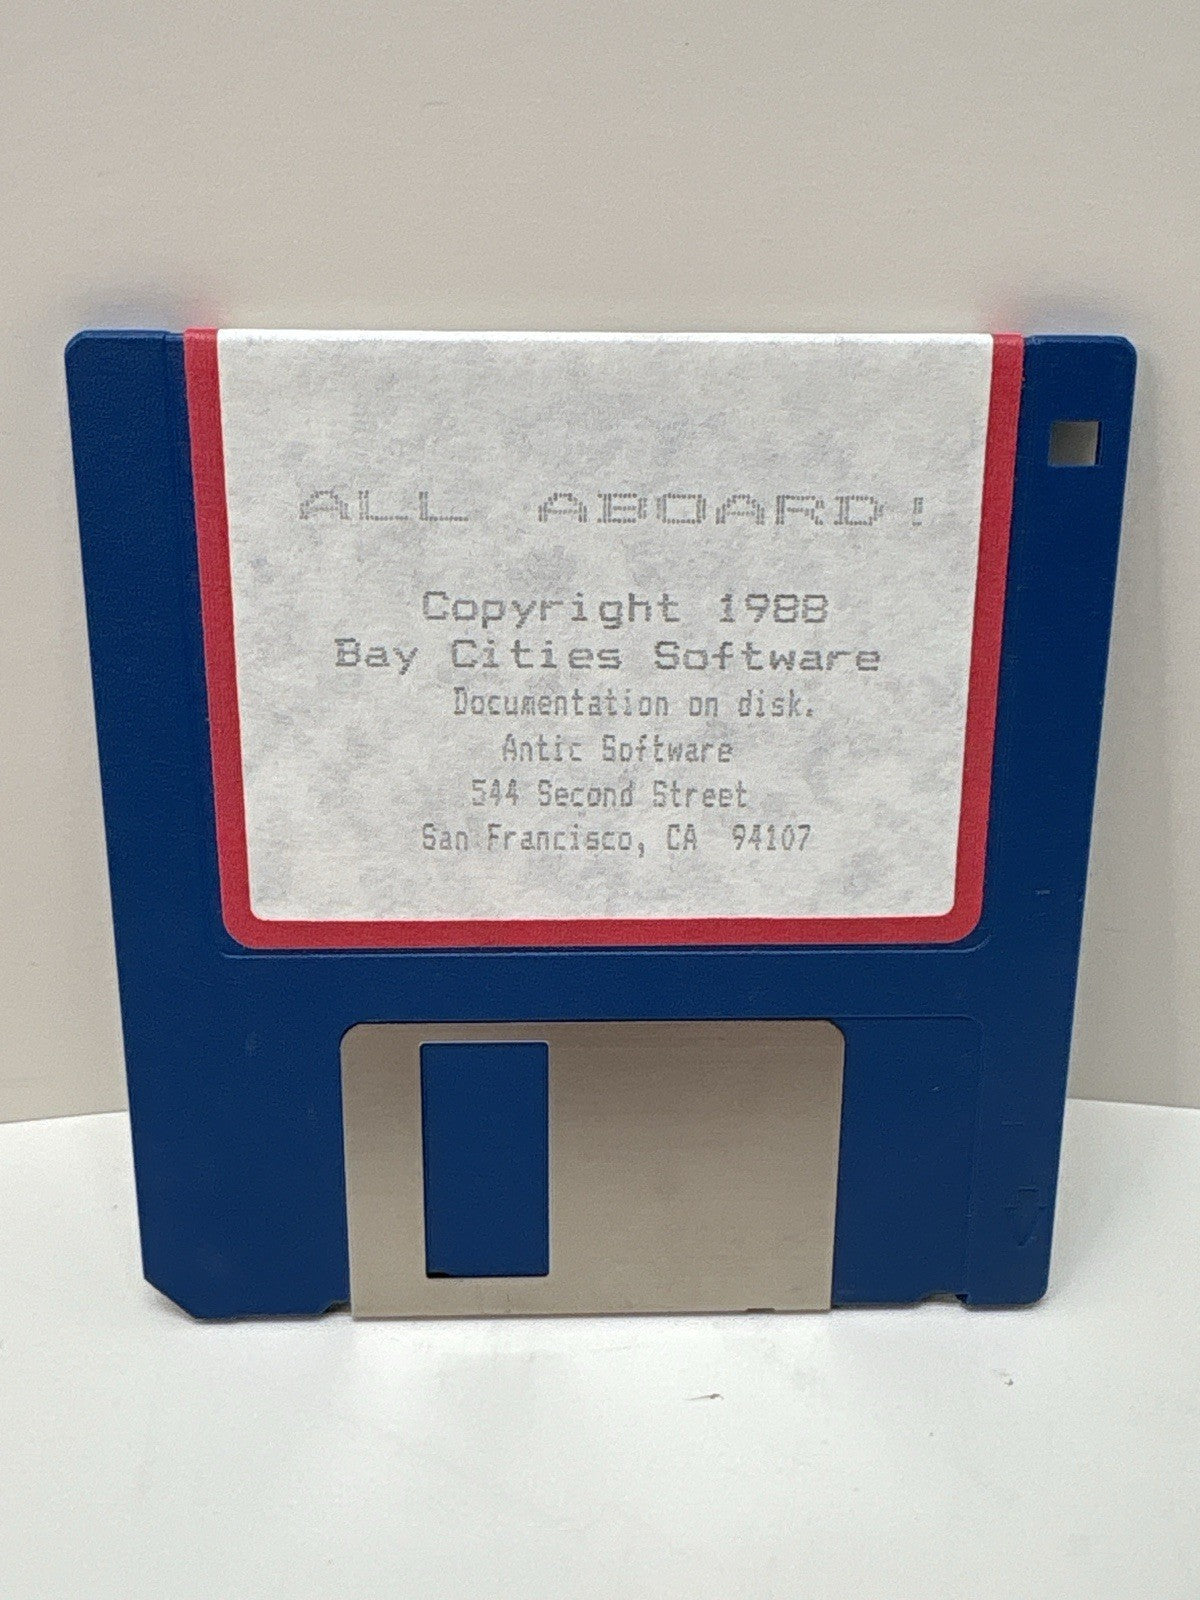 ALL ABOARD!
Copyright 1988
Bay Cities Software
Documentation on disk.
Antic Software
544 Second Street
San Francisco, CA 94107